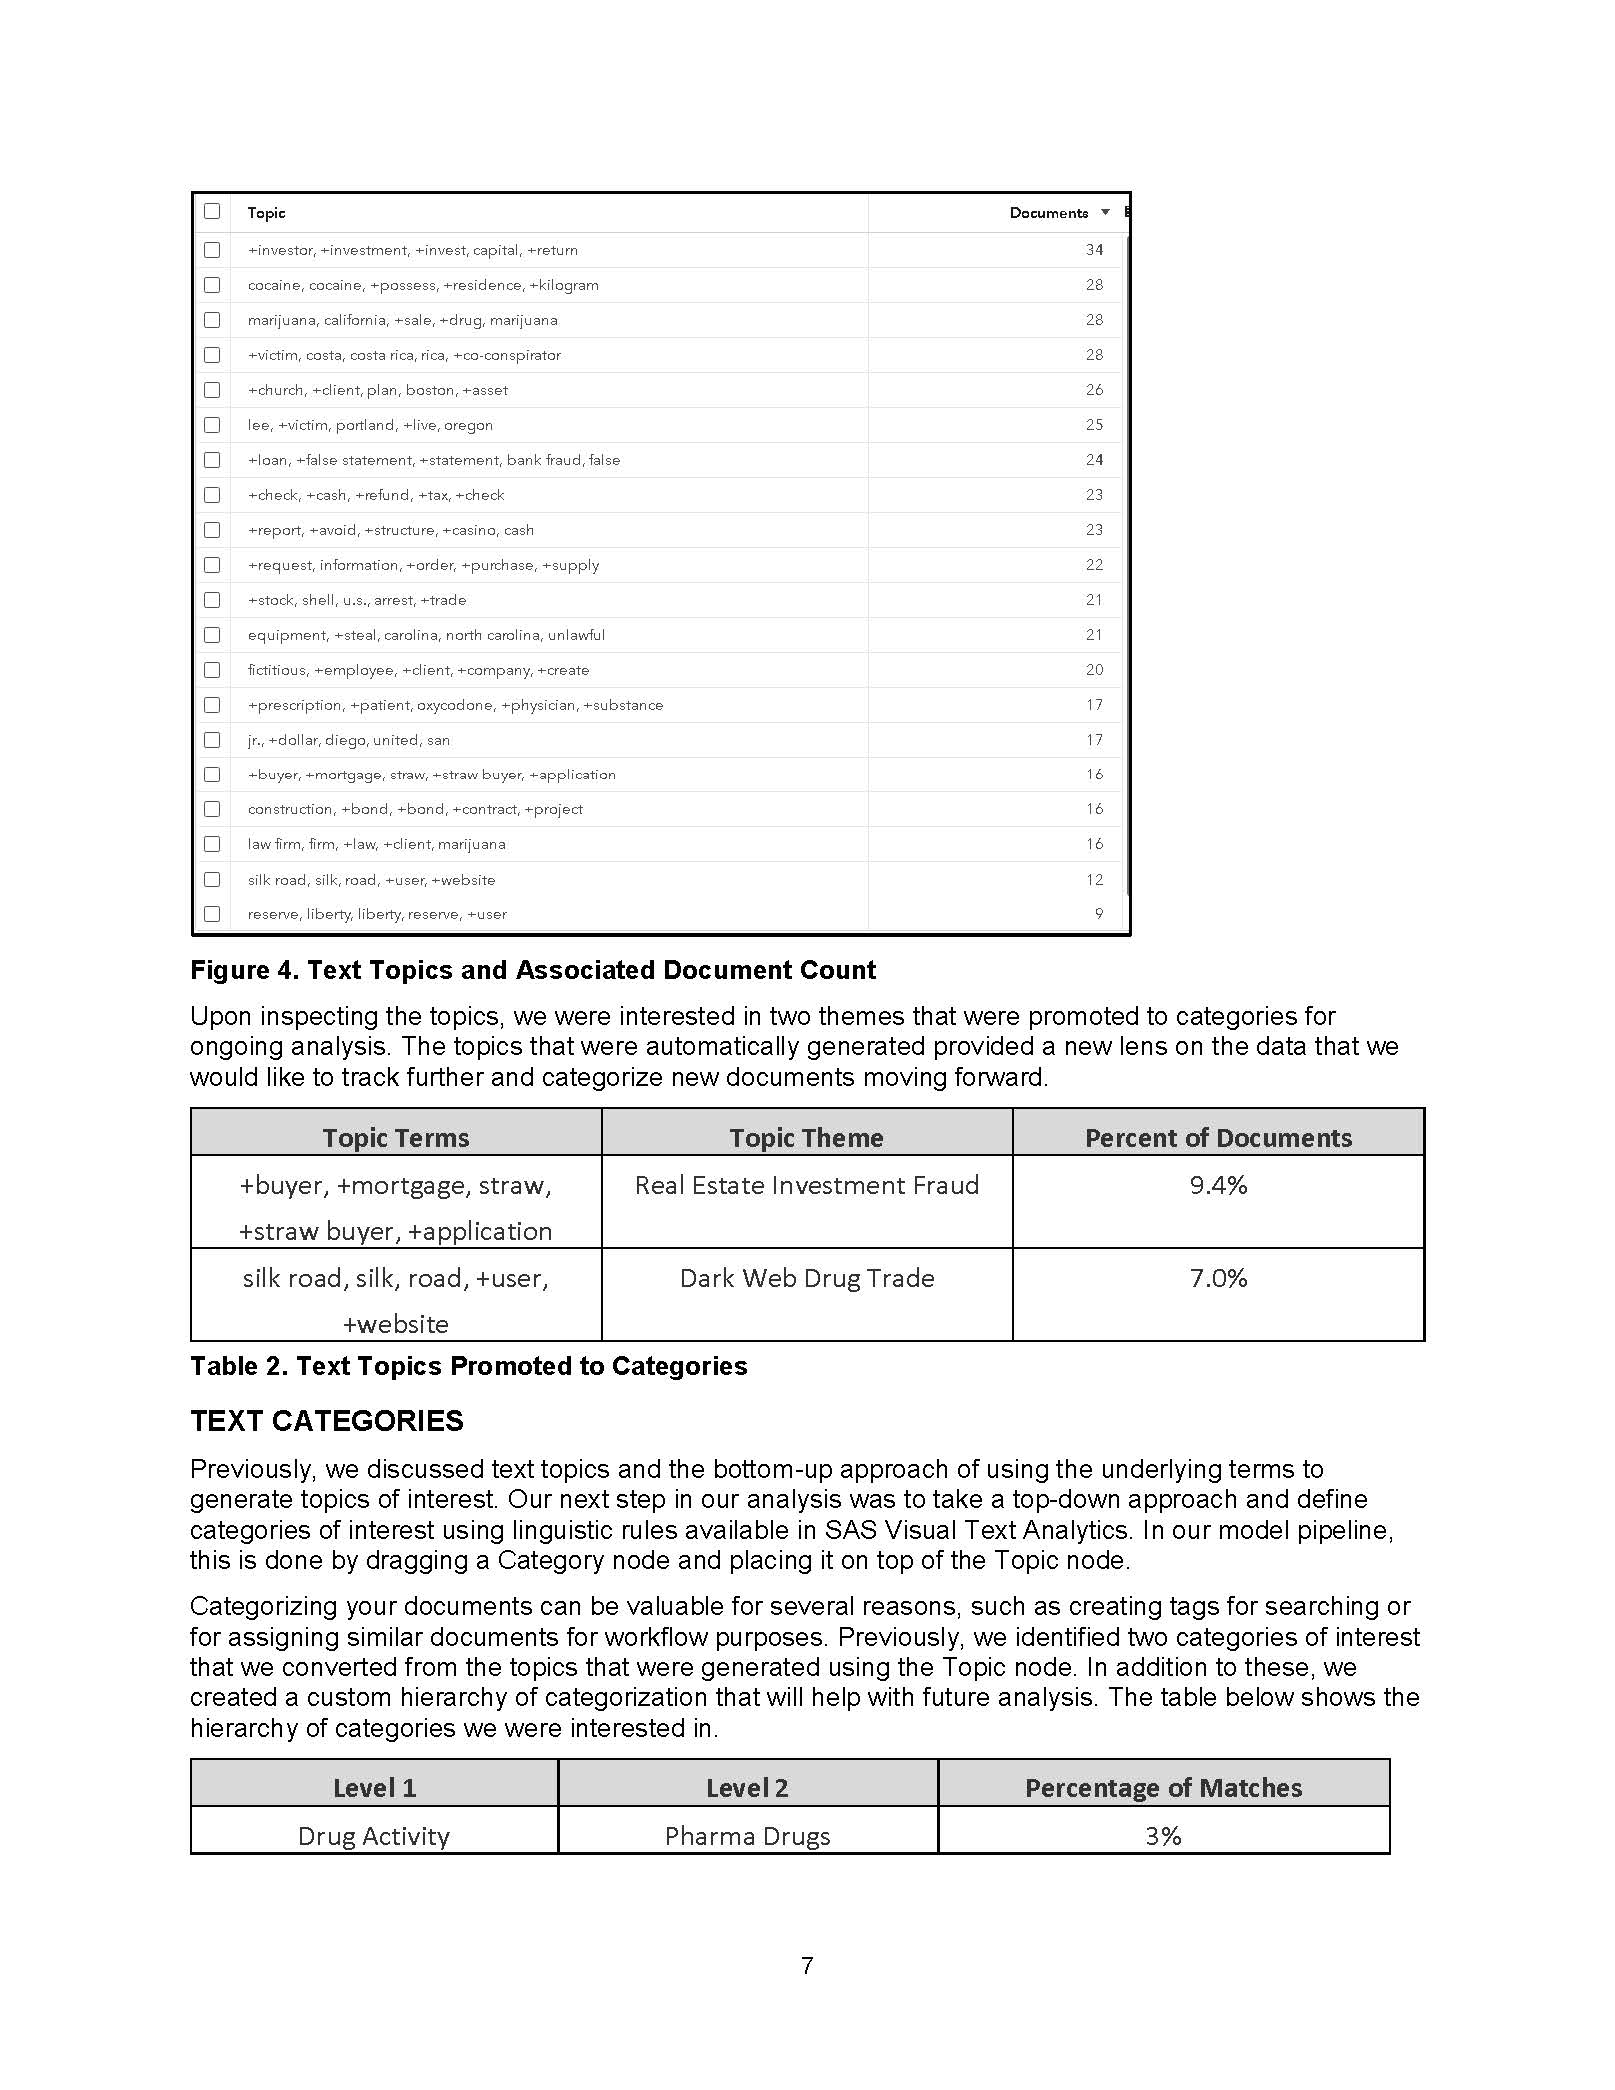 Topic Documents
+investor, +investment, +invest, capital, +return 34
cocaine, cocaine, +possess, +residence, +kilogram 28
marijuana, california, +sale, +drug, marijuana 28
+victim, costa, costa rica, rica, +co-conspirator 28
+church, +client, plan, boston, +asset 26
lee, +victim, portland, +live, oregon 25
+loan, +false statement, +statement, bank fraud, false 24
+check, +cash, +refund, +tax, +check 23
+report, +avoid, +structure, +casino, cash 23
+request, information, +order, +purchase, +supply 22
+stock, shell, u.s., arrest, +trade 21
equipment, +steal, carolina, north carolina, unlawful 21
fictitious, +employee, +client, +company, +create 20
+prescription, +patient, oxycodone, +physician, +substance 17
jr., +dollar, diego, united, san 17
+buyer, +mortgage, straw, +straw buyer, +application 16
construction, +bond, +bond, +contract, +project 16
law firm, firm, +law, +client, marijuana 16
silk road, silk, road, +user, +website 12
reserve, liberty, liberty, reserve, +user 9
Figure 4. Text Topics and Associated Document Count
Upon inspecting the topics, we were interested in two themes that were promoted to categories for
ongoing analysis. The topics that were automatically generated provided a new lens on the data that we
would like to track further and categorize new documents moving forward.
Topic Terms Topic Theme Percent of Documents
+buyer, +mortgage, straw, Real Estate Investment Fraud 9.4%
+straw buyer, +application
silk road, silk, road, +user, Dark Web Drug Trade 7.0%
+website
Table 2. Text Topics Promoted to Categories
TEXT CATEGORIES
Previously, we discussed text topics and the bottom-up approach of using the underlying terms to
generate topics of interest. Our next step in our analysis was to take a top-down approach and define
categories of interest using linguistic rules available in SAS Visual Text Analytics. In our model pipeline,
this is done by dragging a Category node and placing it on top of the Topic node.
Categorizing your documents can be valuable for several reasons, such as creating tags for searching or
for assigning similar documents for workflow purposes. Previously, we identified two categories of interest
that we converted from the topics that were generated using the Topic node. In addition to these, we
created a custom hierarchy of categorization that will help with future analysis. The table below shows the
hierarchy of categories we were interested in.
Level 1 Level 2 Percentage of Matches
Drug Activity Pharma Drugs 3%
7